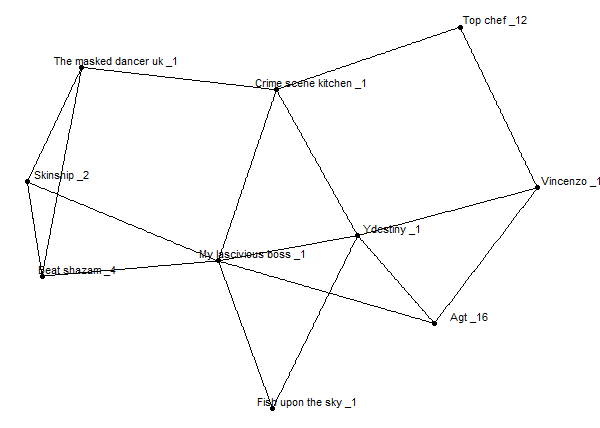 Top chef _12
The masked dancer uk _1
Crime scene kitchen _1
Skinship _2
Vincenzo _1
Ydestiny _1
My lascivious boss _1
Beat shazam _4
Agt _16
Fish upon the sky _1